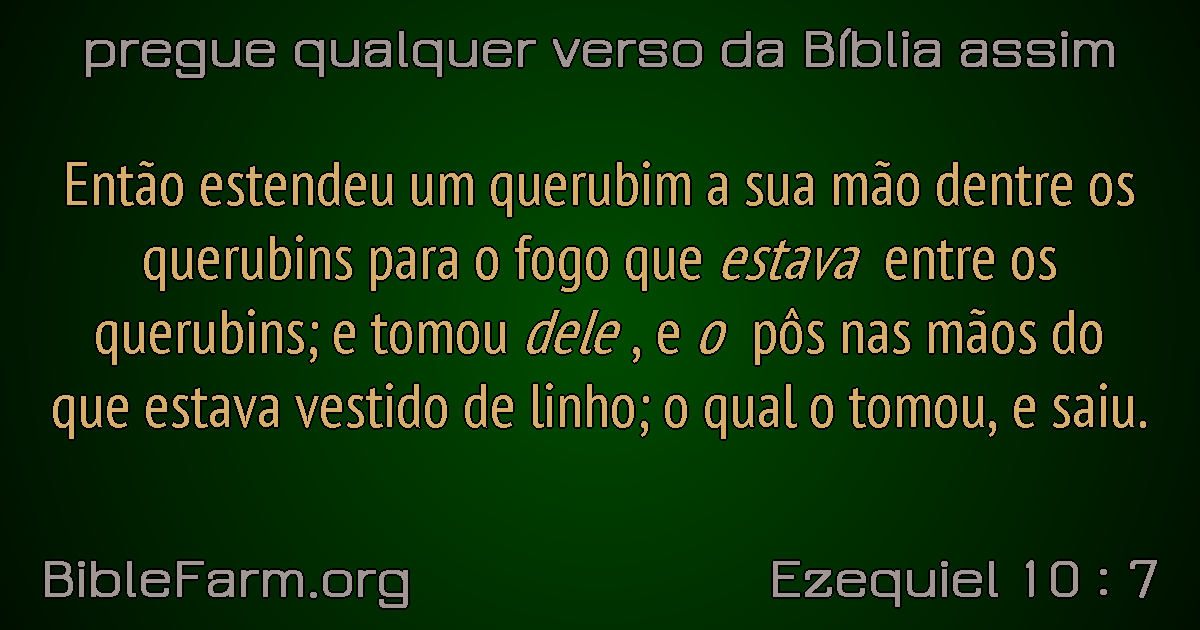 pregue qualquer verso da Bíblia assim
Então estendeu um querubim a sua mão dentre os
querubins para o fogo que estava entre os
querubins; e tomou dele , e o pôs nas mãos do
que estava vestido de linho; o qual o tomou, e saiu.
BibleFarm.org
Ezequiel 10 : 7